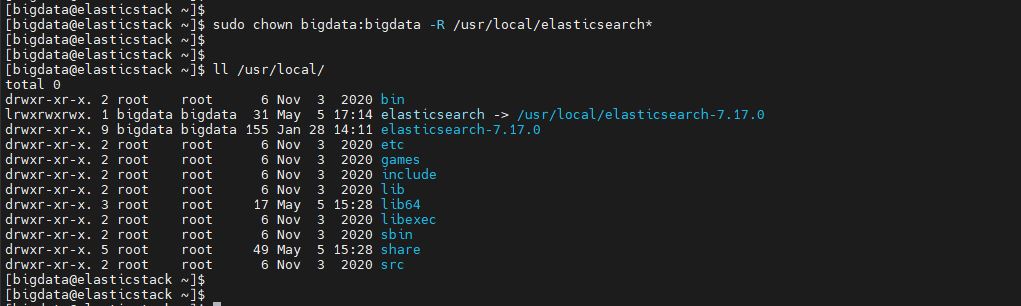 [bigdata@elasticstack ~]$
[bigdata@elasticstack ~]$ sudo chown bigdata:bigdata -R /usr/local/elasticsearch*
[bigdata@elasticstack ~]$
[bigdata@elasticstack ~]$
[bigdata@elasticstack ~]$ ll /usr/local/
total 0
drwxr-xr-x. 2 root    root      6 Nov  3  2020 bin
lrwxrwxrwx. 1 bigdata bigdata  31 May  5 17:14 elasticsearch -> /usr/local/elasticsearch-7.17.0
drwxr-xr-x. 9 bigdata bigdata 155 Jan 28 14:11 elasticsearch-7.17.0
drwxr-xr-x. 2 root    root      6 Nov  3  2020 etc
drwxr-xr-x. 2 root    root      6 Nov  3  2020 games
drwxr-xr-x. 2 root    root      6 Nov  3  2020 include
drwxr-xr-x. 2 root    root      6 Nov  3  2020 lib
drwxr-xr-x. 3 root    root     17 May  5 15:28 lib64
drwxr-xr-x. 2 root    root      6 Nov  3  2020 libexec
drwxr-xr-x. 2 root    root      6 Nov  3  2020 sbin
drwxr-xr-x. 5 root    root     49 May  5 15:28 share
drwxr-xr-x. 2 root    root      6 Nov  3  2020 src
[bigdata@elasticstack ~]$
[bigdata@elasticstack ~]$
[bigdata@elasticstack ~]$